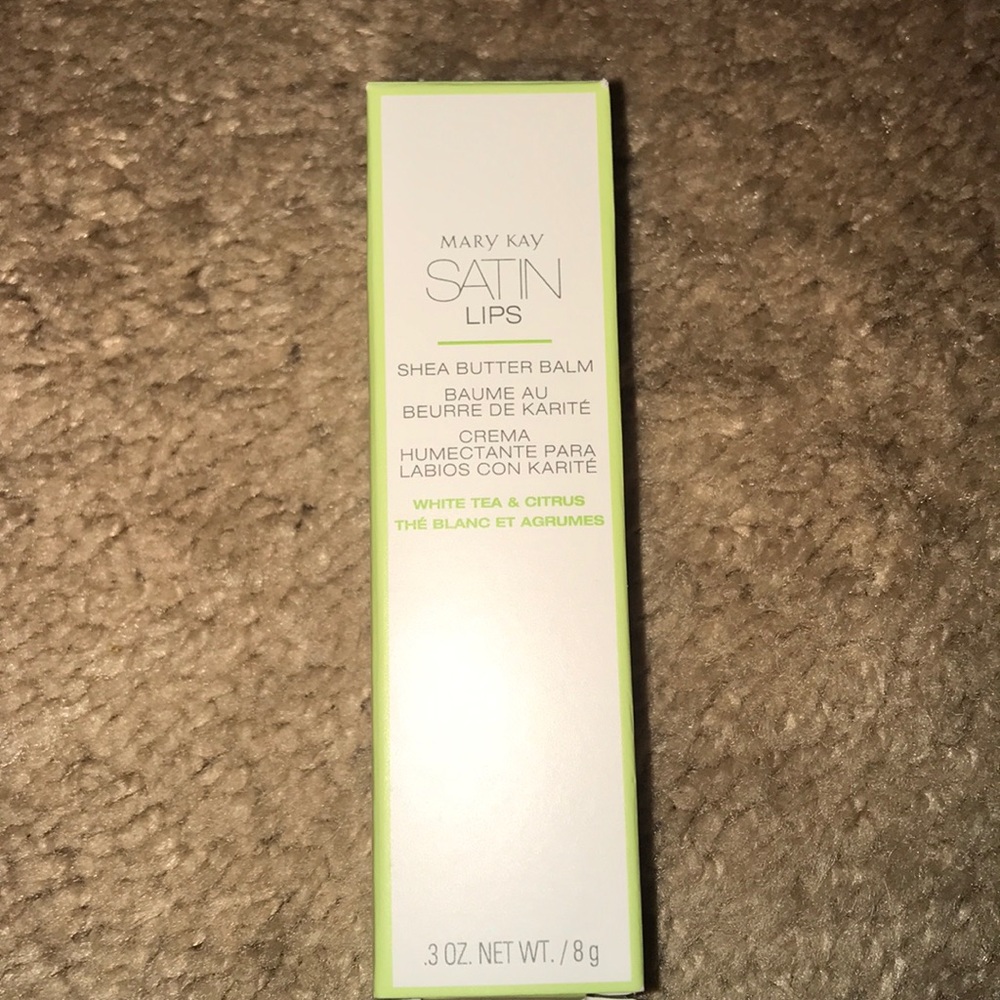 MARY KAY
SATIN
LIPS
SHEA BUTTER BALM
BAUME AU
BEURRE DE KARITÉ
CREMA
HUMECTANTE PARA
LABIOS CON KARITÉ
WHITE TEA & CITRUS
THÉ BLANC ET AGRUMES
.3 OZ. NET WT. / 8 g